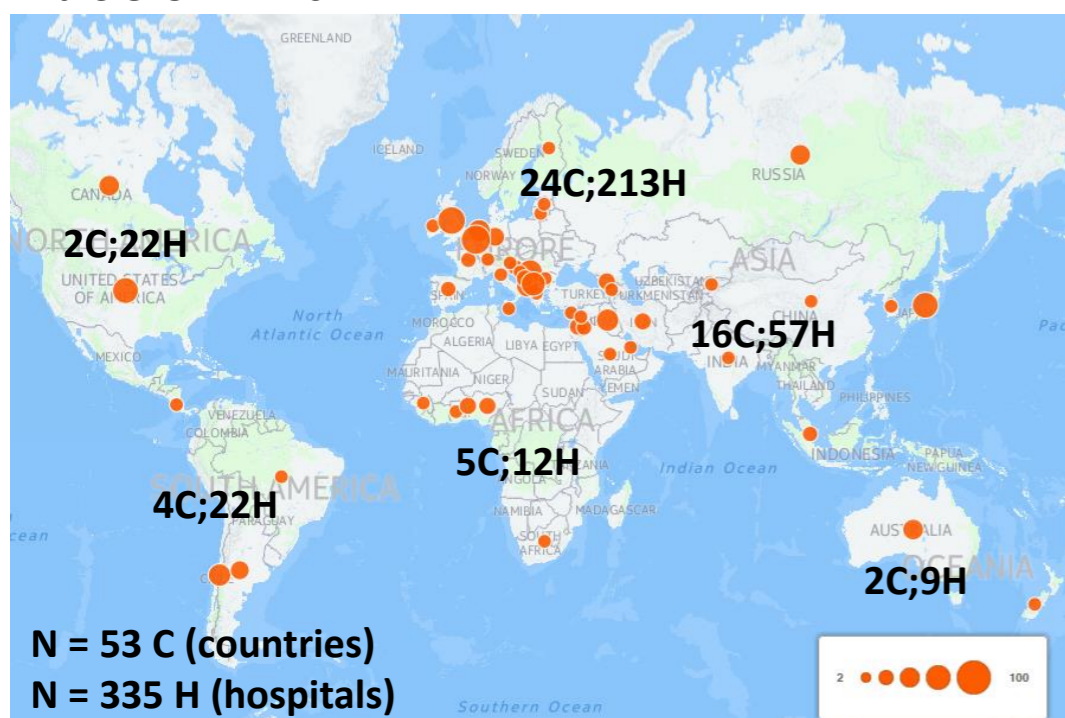 GREENLAND
ICELAND
SWEDEN
NORWAY
RUSSIA
24C;213H
CANADA
NORTH AMERICA
2C;22H
EUROPE
ASIA
UNITED STATES
OF AMERICA
SPAIN
TURKEY
UZBEKISTAN
TURKMENISTAN
North
Atlantic Ocean
MOROCCO
ALGERIA
LIBYA
EGYPT
IRAN
CHINA
16C;57H
MEXICO
MAURITANIA
NIGER
SUDAN
SAUDI
ARABIA
YEMEN
INDIA
MYANMAR
THAILAND
PHILIPPINES
VENEZUELA
COLOMBIA
AFRICA
5C;12H
TANZANIA
ANGOLA
Indian Ocean
INDONESIA
PAPUA
NEW GUINEA
SOUTH AMERICA
4C;22H
PARAGUAY
NAMIBIA
MADAGASCAR
SOUTH
AFRICA
AUSTRALIA
OCEANIA
2C;9H
N = 53 C (countries)
N = 335 H (hospitals)
2
100
Southern Ocean